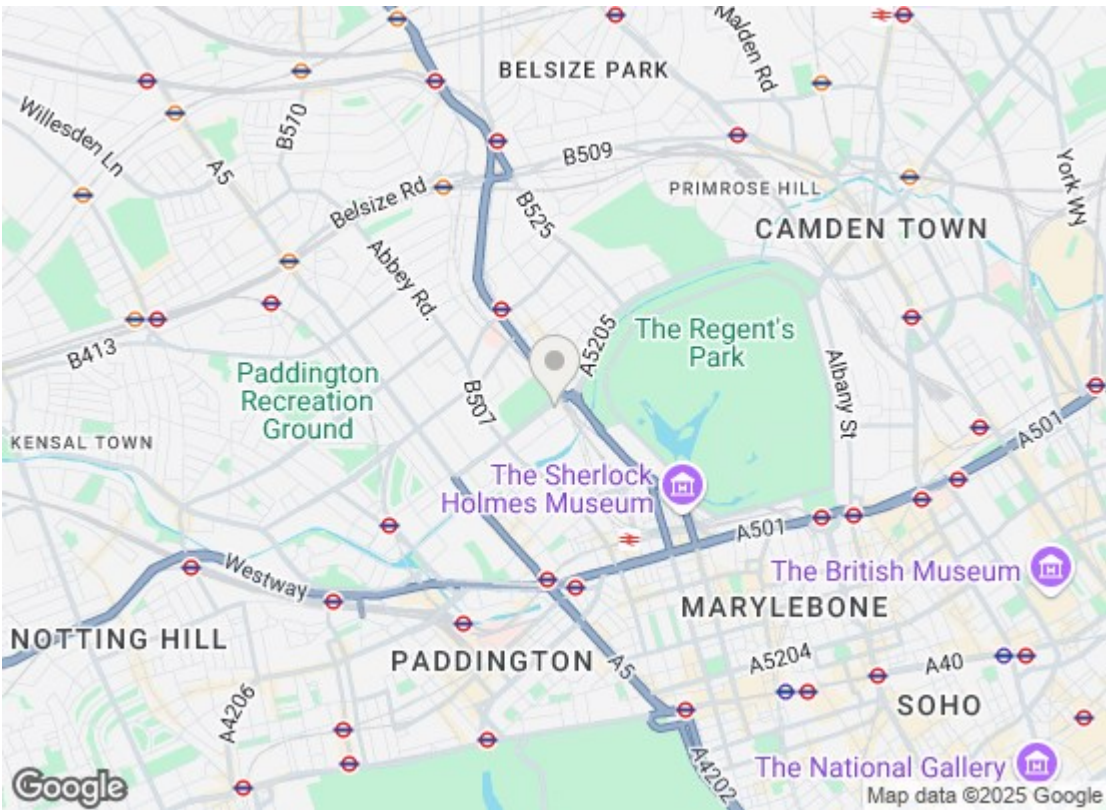 BELSIZE PARK
Malden Rd
Willesden Ln
B510
A5
B509
York Wy
Belsize Rd
PRIMROSE HILL
B525
CAMDEN TOWN
Abbey Rd.
A5205
The Regent's
Park
B413
Paddington
Recreation
Ground
B507
Albany St
KENSAL TOWN
A501
The Sherlock
Holmes Museum
A501
Westway
The British Museum
MARYLEBONE
NOTTING HILL
PADDINGTON
A5
A5204
A40
A4206
SOHO
A4202
The National Gallery
Google
Map data ©2025 Google